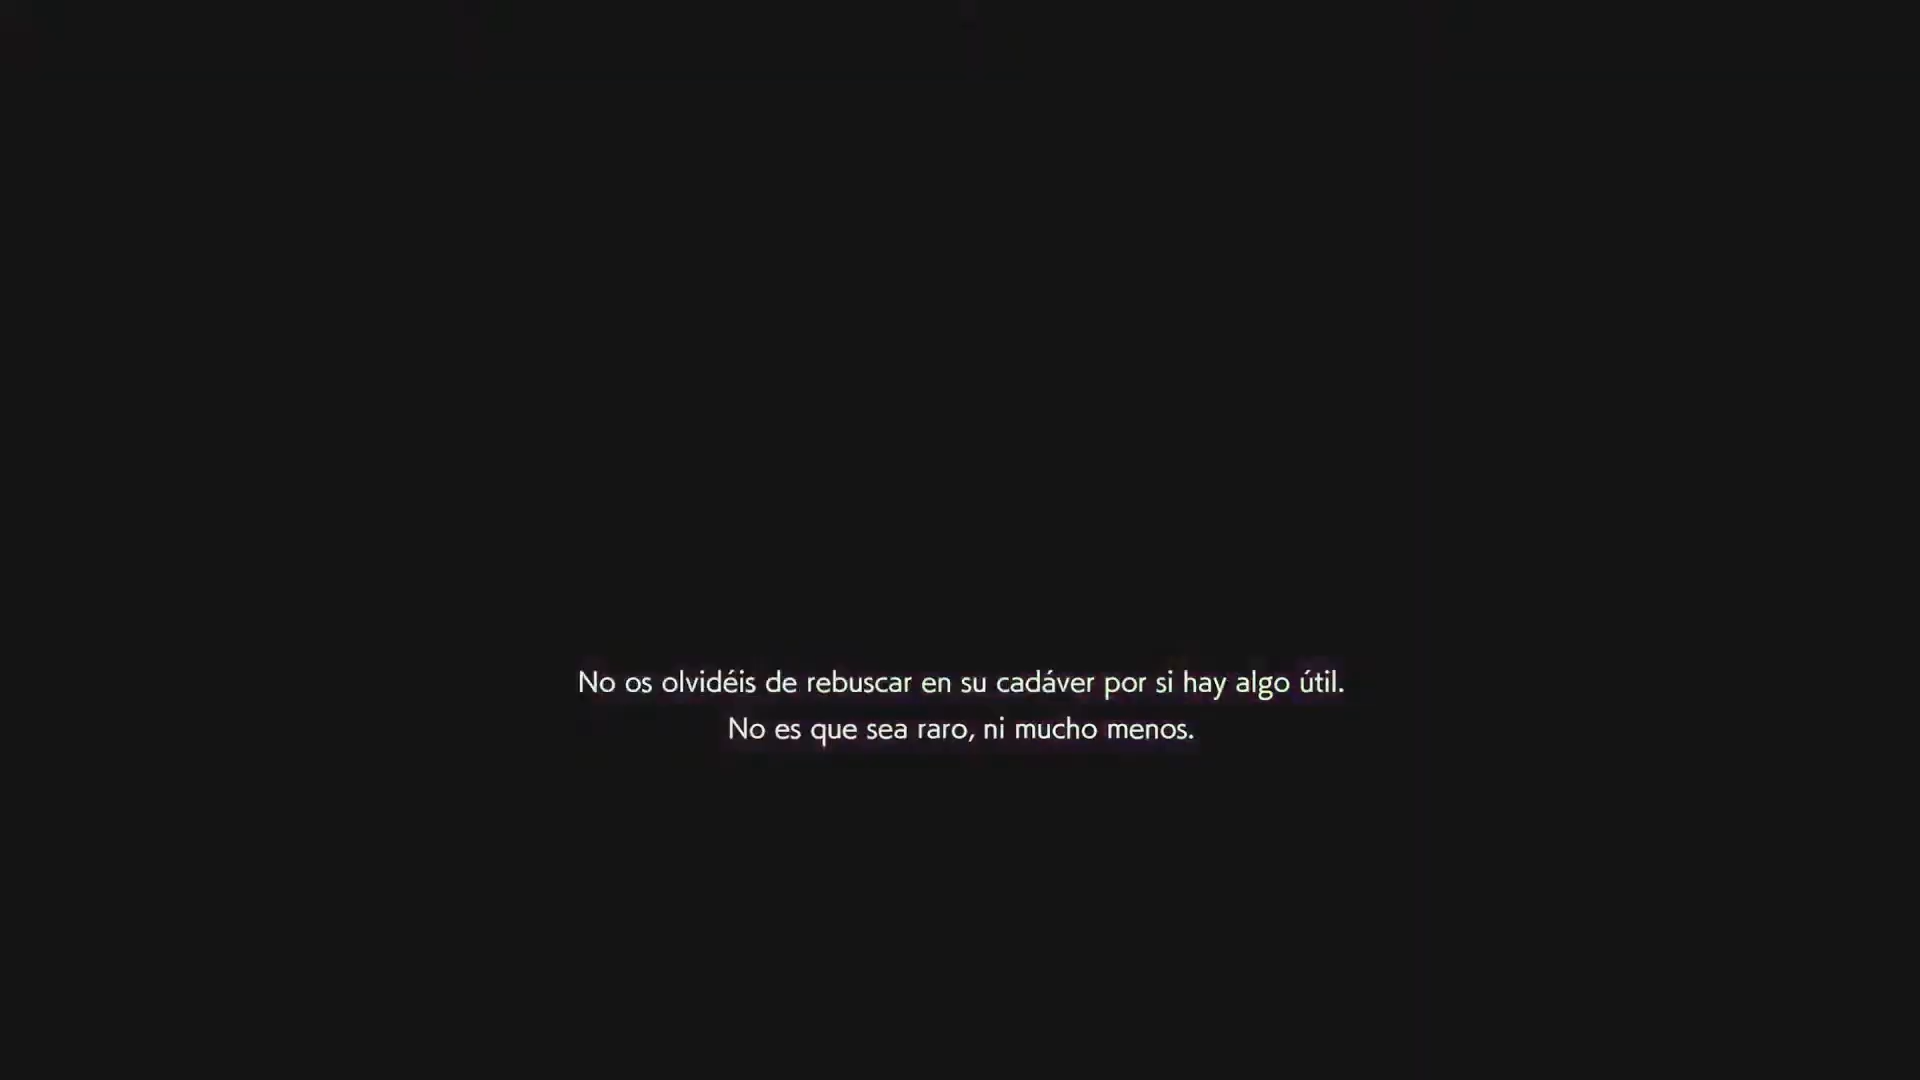 No os olvidéis de rebuscar en su cadáver por si hay algo útil.
No es que sea raro, ni mucho menos.